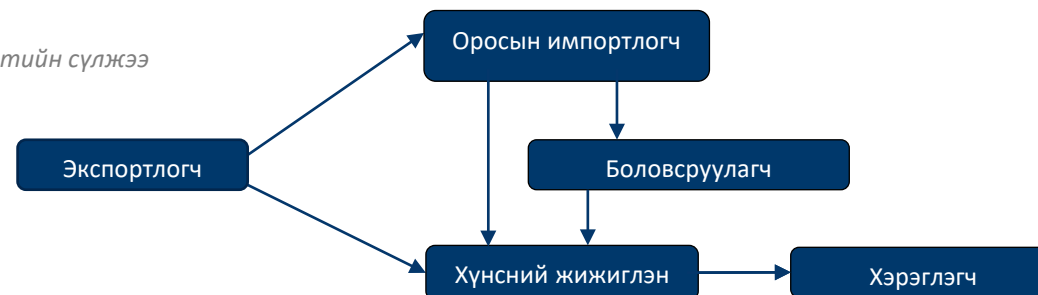 Оросын импортлогч
тийн сүлжээ
Экспортлогч
Боловсруулагч
Хүнсний жижиглэн
Хэрэглэгч